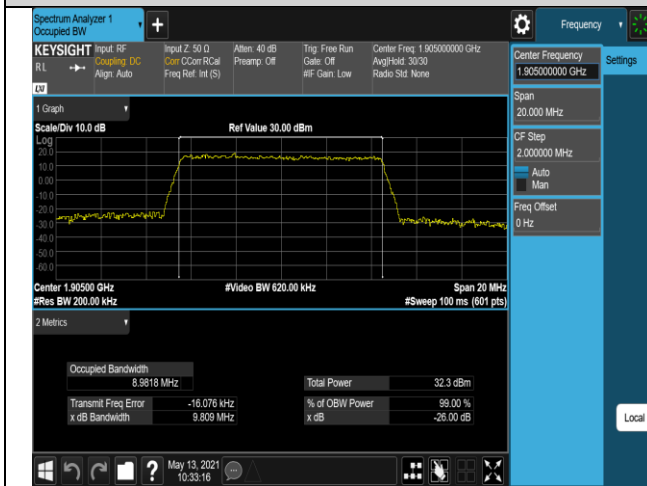 Spectrum Analyzer 1
Occupied BW
+
Frequency
KEYSIGHT
Input: RF
Input Z: 50 Ω
Atten: 40 dB
Trig: Free Run
Center Freq: 1.905000000 GHz
RL
Coupling: DC
Corr CCorr RCal
Preamp: Off
Gate: Off
Avg|Hold: 30/30
Align: Auto
Freq Ref: Int (S)
#IF Gain: Low
Radio Std: None
LXI
Center Frequency
1.905000000 GHz
Settings
Span
20.000 MHz
CF Step
2.000000 MHz
Auto
Man
Freq Offset
0 Hz
Local
1 Graph
Scale/Div 10.0 dB
Ref Value 30.00 dBm
Log
20.0
10.0
0.00
-10.0
-20.0
-30.0
-40.0
-50.0
-60.0
Center 1.90500 GHz
#Video BW 620.00 kHz
Span 20 MHz
#Res BW 200.00 kHz
#Sweep 100 ms (601 pts)
2 Metrics
Occupied Bandwidth
8.9818 MHz
Total Power
32.3 dBm
Transmit Freq Error
-16.076 kHz
% of OBW Power
99.00 %
x dB Bandwidth
9.809 MHz
x dB
-26.00 dB
?
May 13, 2021
10:33:16